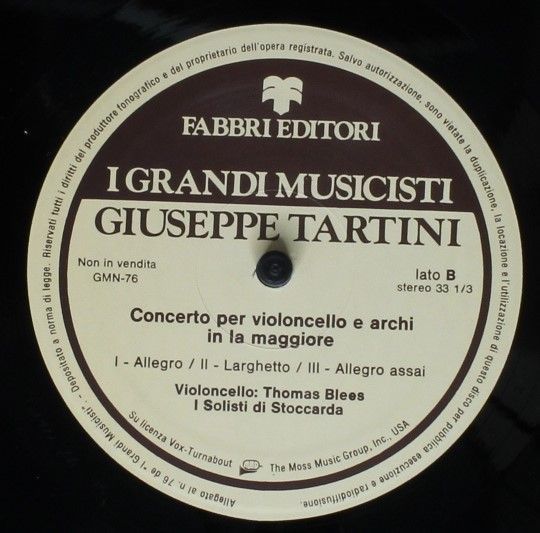 Depositato a norma di legge. Riservati tutti i diritti del produttore fonografico e del proprietario dell'opera registrata. Salvo autorizzazione, sono vietate la duplicazione, la locazione e l'utilizzazione di questo disco per pubblica esecuzione e radiodiffusione.
FABBRI EDITORI
I GRANDI MUSICISTI
GIUSEPPE TARTINI
Non in vendita
GMN-76
lato B
stereo 33 1/3
Concerto per violoncello e archi
in la maggiore
I - Allegro / II - Larghetto / III - Allegro assai
Violoncello: Thomas Blees
I Solisti di Stoccarda
Su licenza Vox-Turnabout
The Moss Music Group, Inc., USA
Allegato al n. 76 de "I Grandi Musicisti" -